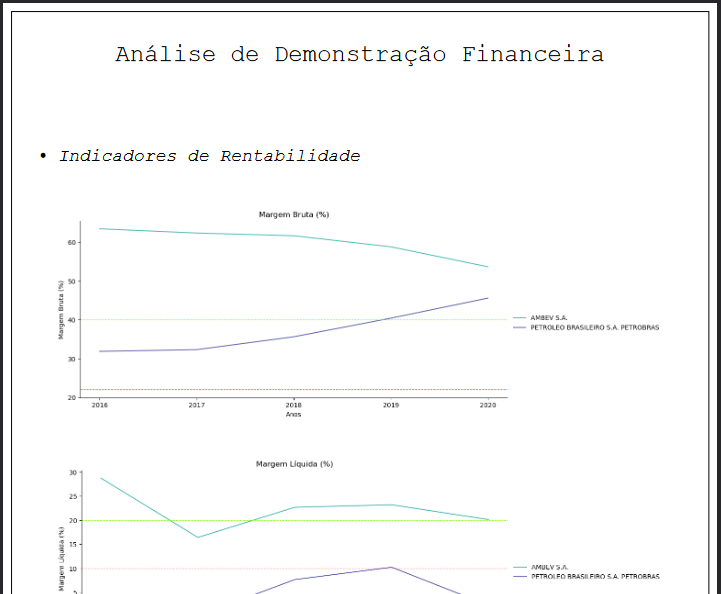 Análise de Demonstração Financeira
• Indicadores de Rentabilidade
Margem Bruta (%)
Margem Bruta (%)
60
50
40
30
20
2016 2017 2018 2019 2020
Anos
AMBEV S.A.
PETROLEO BRASILEIRO S.A. PETROBRAS
Margem Líquida (%)
Margem Líquida (%)
30
25
20
15
10
5
AMBEV S.A.
PETROLEO BRASILEIRO S.A. PETROBRAS